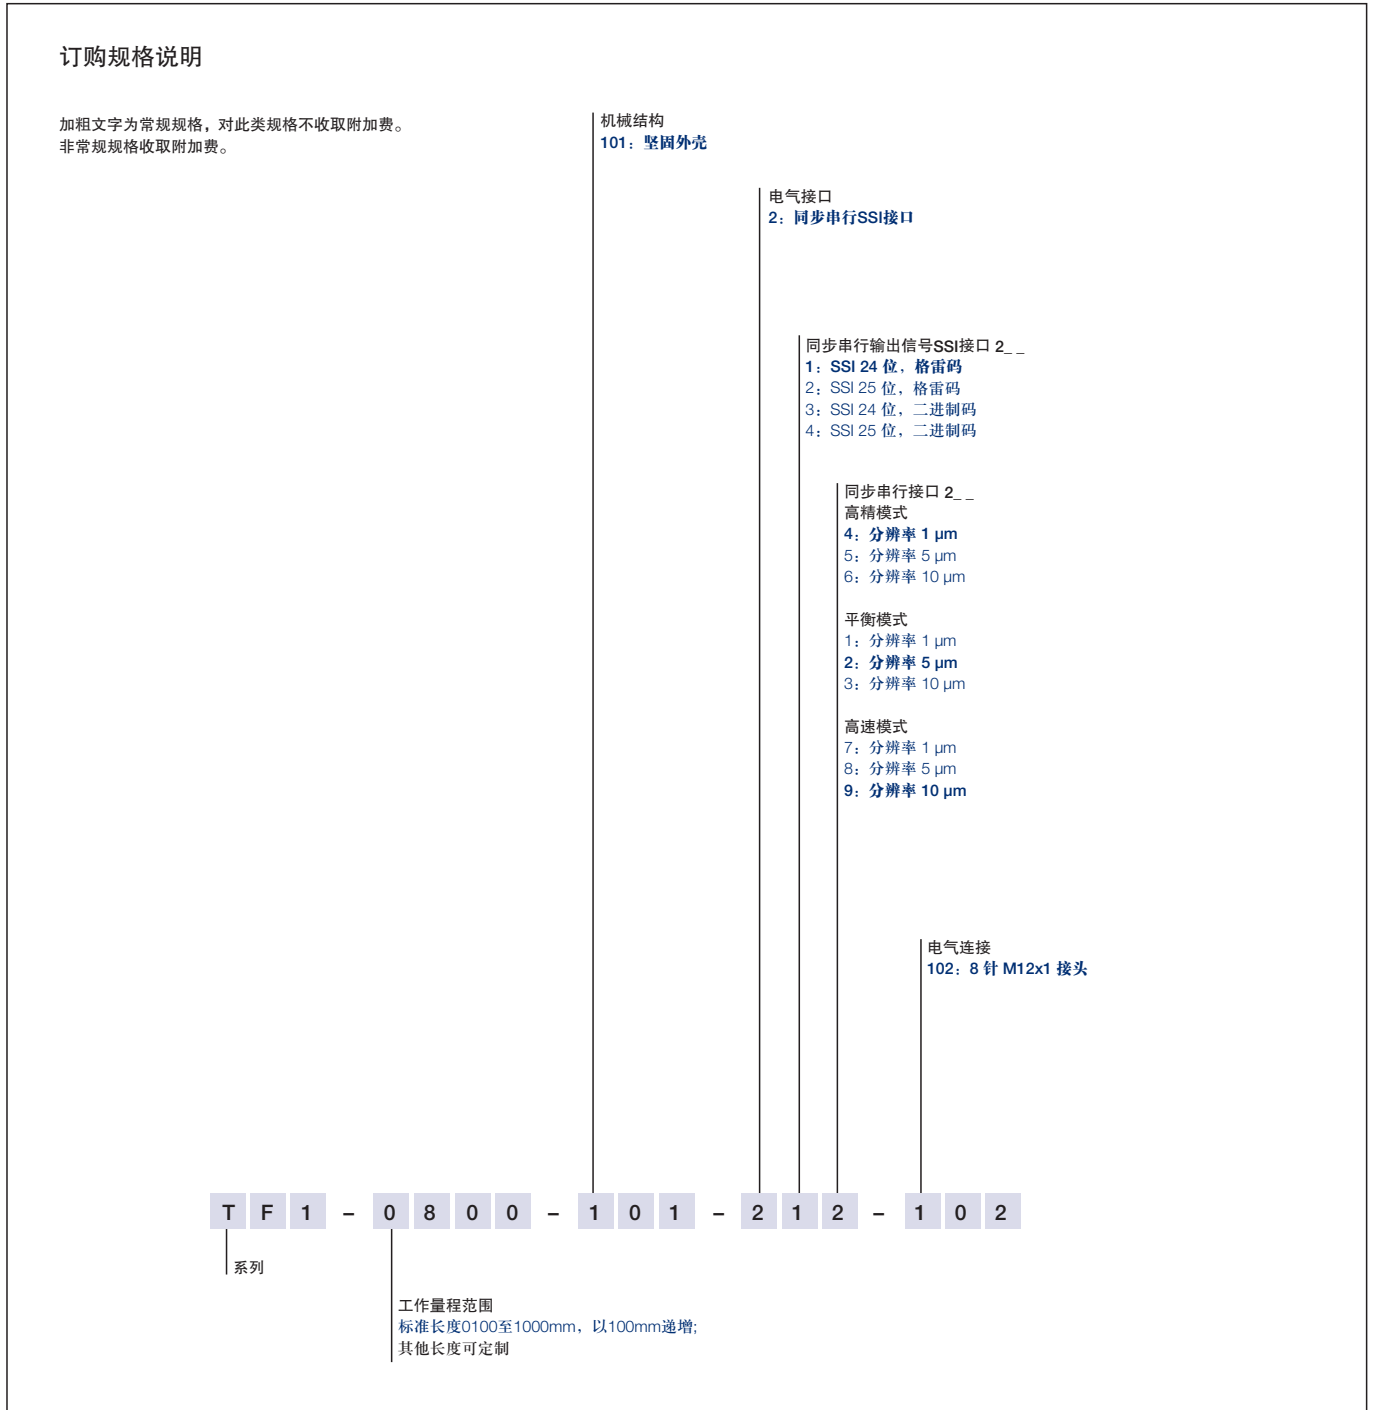 订购规格说明
加粗文字为常规规格，对此类规格不收取附加费。
非常规规格收取附加费。
机械结构
101：坚固外壳
电气接口
2：同步串行SSI接口
同步串行输出信号SSI接口 2_ _
1：SSI 24 位，格雷码
2：SSI 25 位，格雷码
3：SSI 24 位，二进制码
4：SSI 25 位，二进制码
同步串行接口 2_ _
高精模式
4：分辨率 1 µm
5：分辨率 5 µm
6：分辨率 10 µm
平衡模式
1：分辨率 1 µm
2：分辨率 5 µm
3：分辨率 10 µm
高速模式
7：分辨率 1 µm
8：分辨率 5 µm
9：分辨率 10 µm
电气连接
102：8 针 M12x1 接头
T F 1 – 0 8 0 0 – 1 0 1 – 2 1 2 – 1 0 2
系列
工作量程范围
标准长度0100至1000mm，以100mm递增;
其他长度可定制